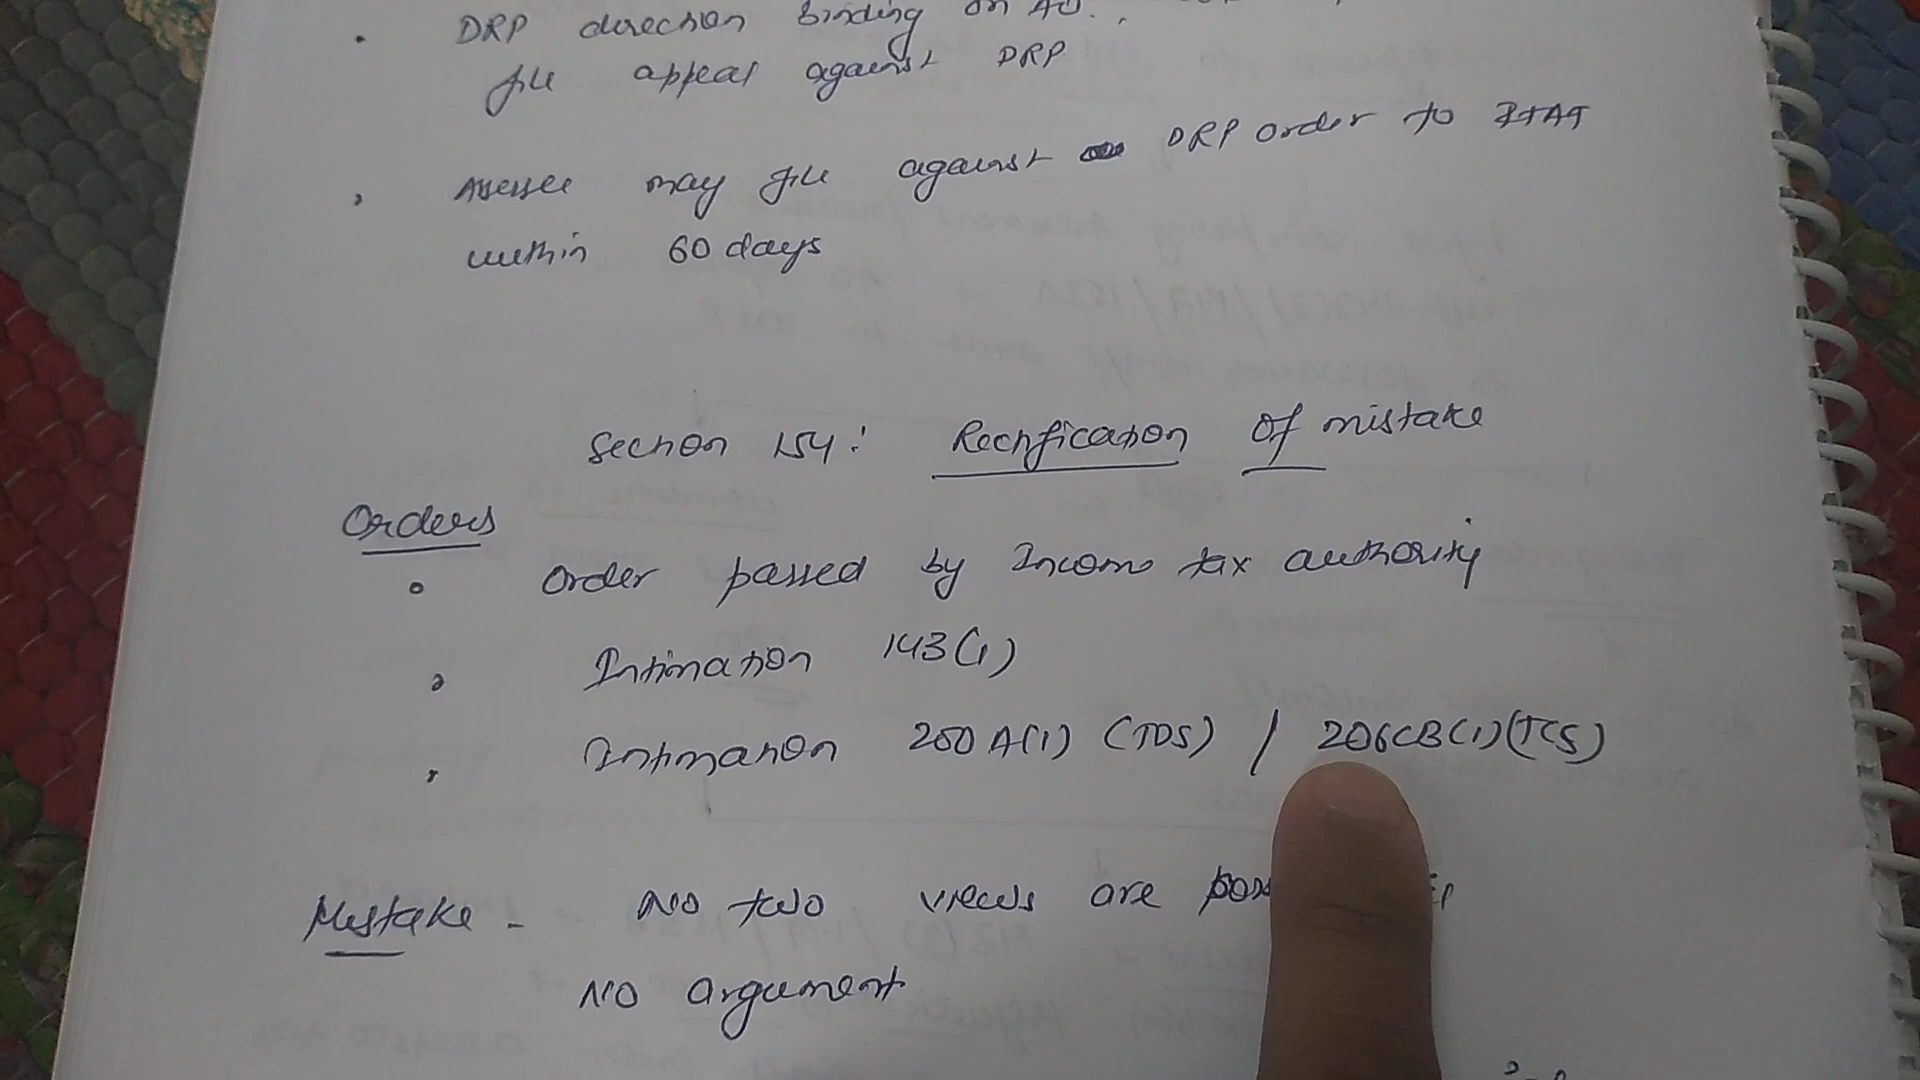 • DRP direction binding on AO.
file appeal against DRP
• Assessee may file against DRP order to ITAT
within 60 days
Section 154: Rectification Of mistake
Orders
• Order passed by Income tax authority
• Intimation 143(1)
• Intimation 200A(1) (TDS) / 206CB(1)(TCS)
Mistake - No two views are
No argument